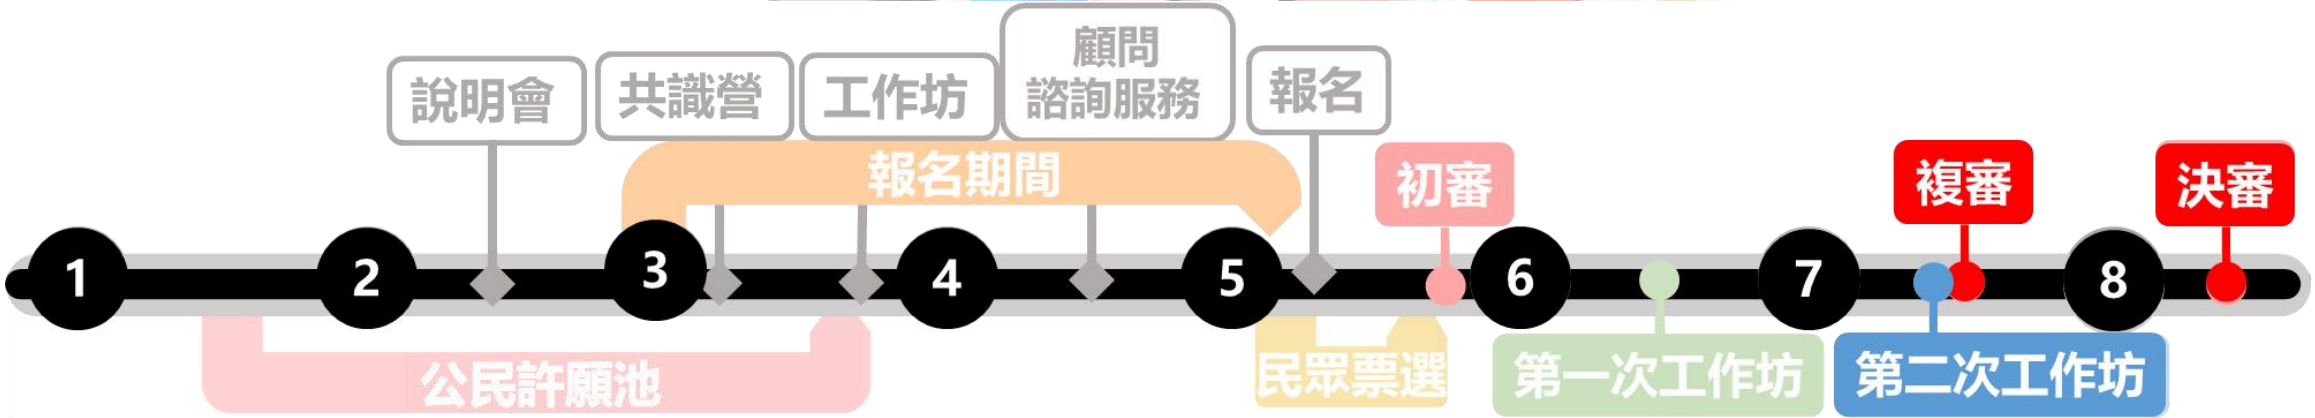 說明會
共識營
工作坊
顧問
諮詢服務
報名
報名期間
初審
複審
決審
1
2
3
4
5
6
7
8
公民許願池
民眾票選
第一次工作坊
第二次工作坊